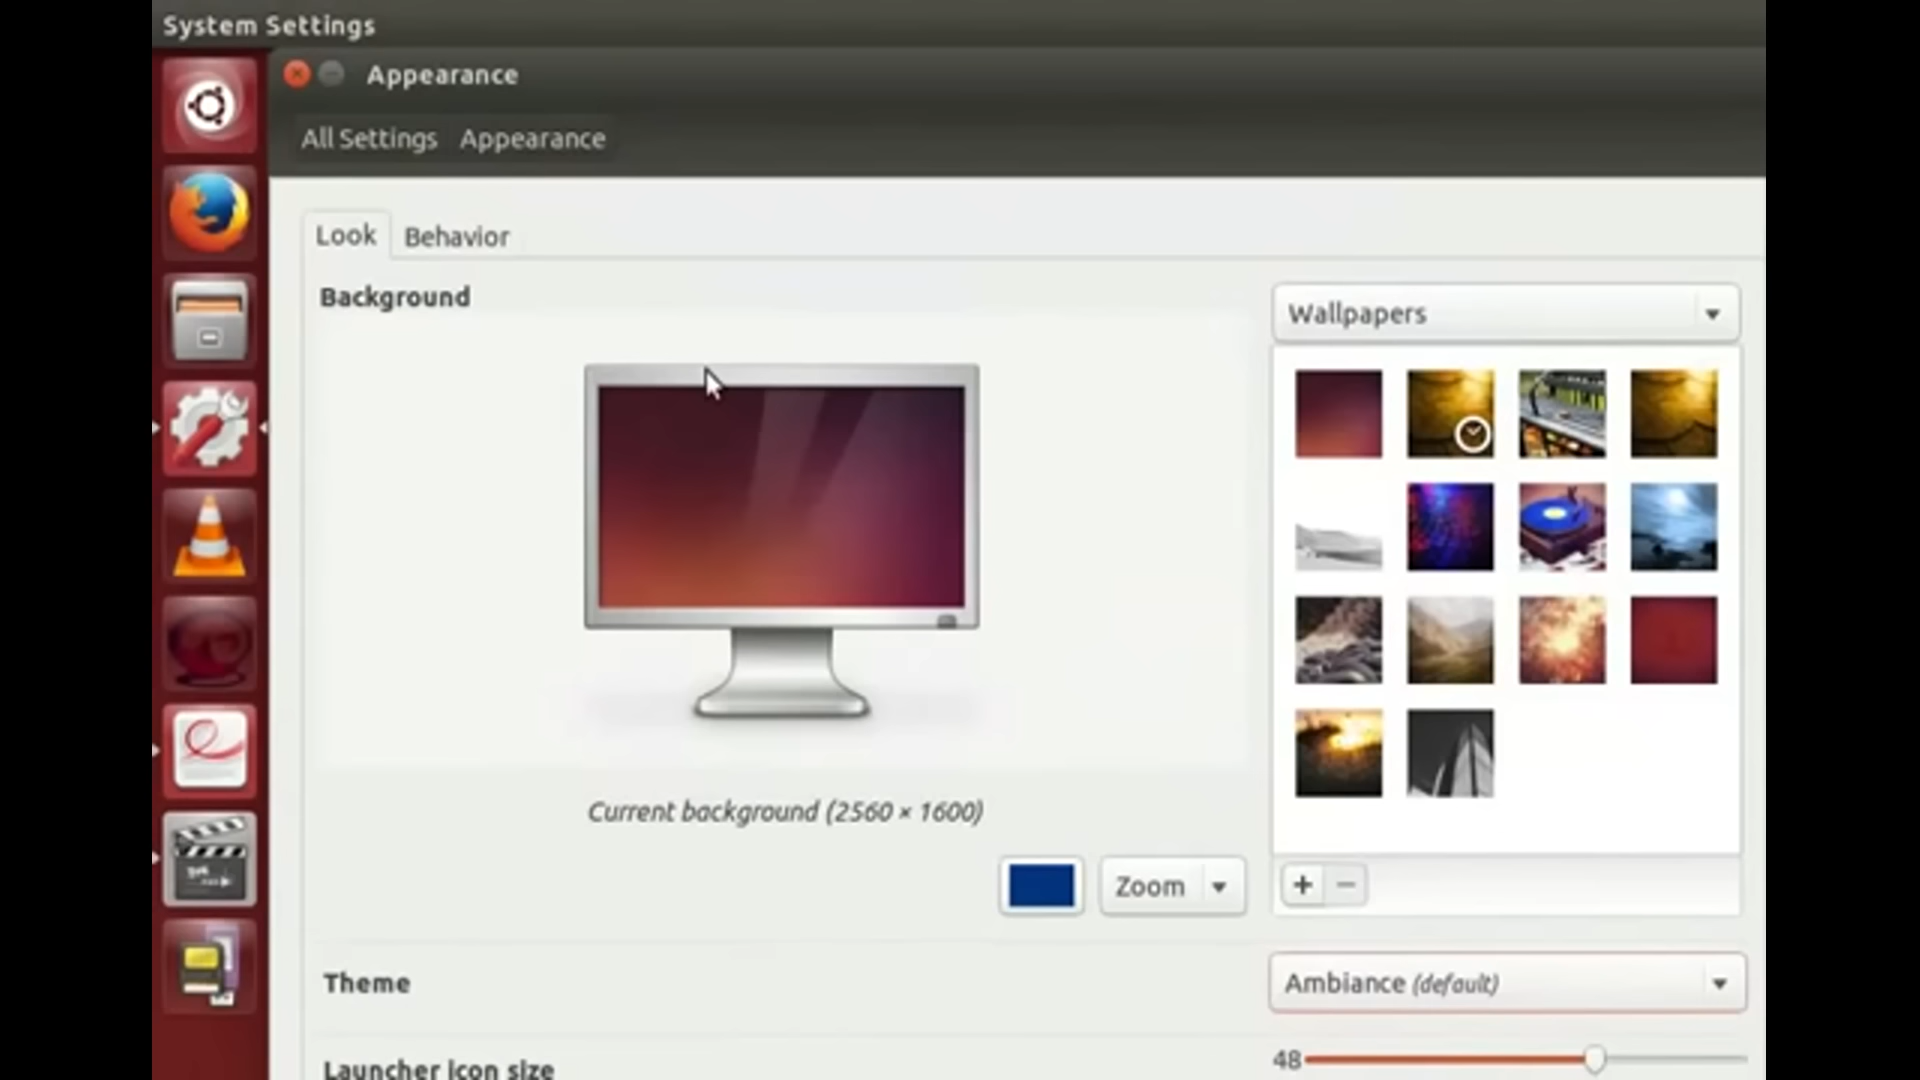 System Settings
Appearance
All Settings Appearance
Look Behavior
Background
Wallpapers
Current background (2560 × 1600)
Zoom
+ −
Theme
Ambiance (default)
Launcher icon size
48